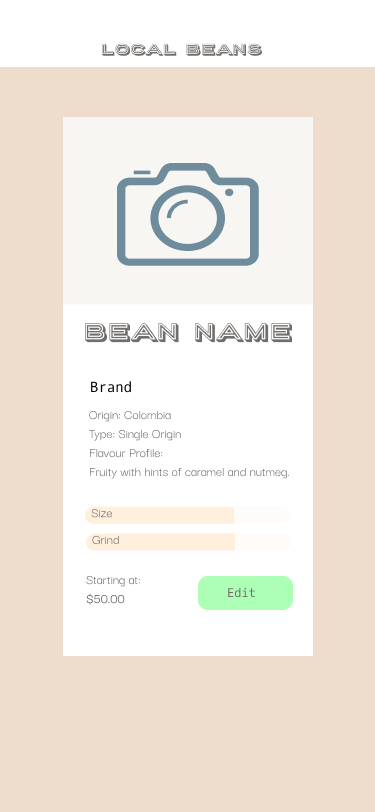 LOCAL BEANS
BEAN NAME
Brand
Origin: Colombia
Type: Single Origin
Flavour Profile:
Fruity with hints of caramel and nutmeg.
Size
Grind
Starting at:
$50.00
Edit